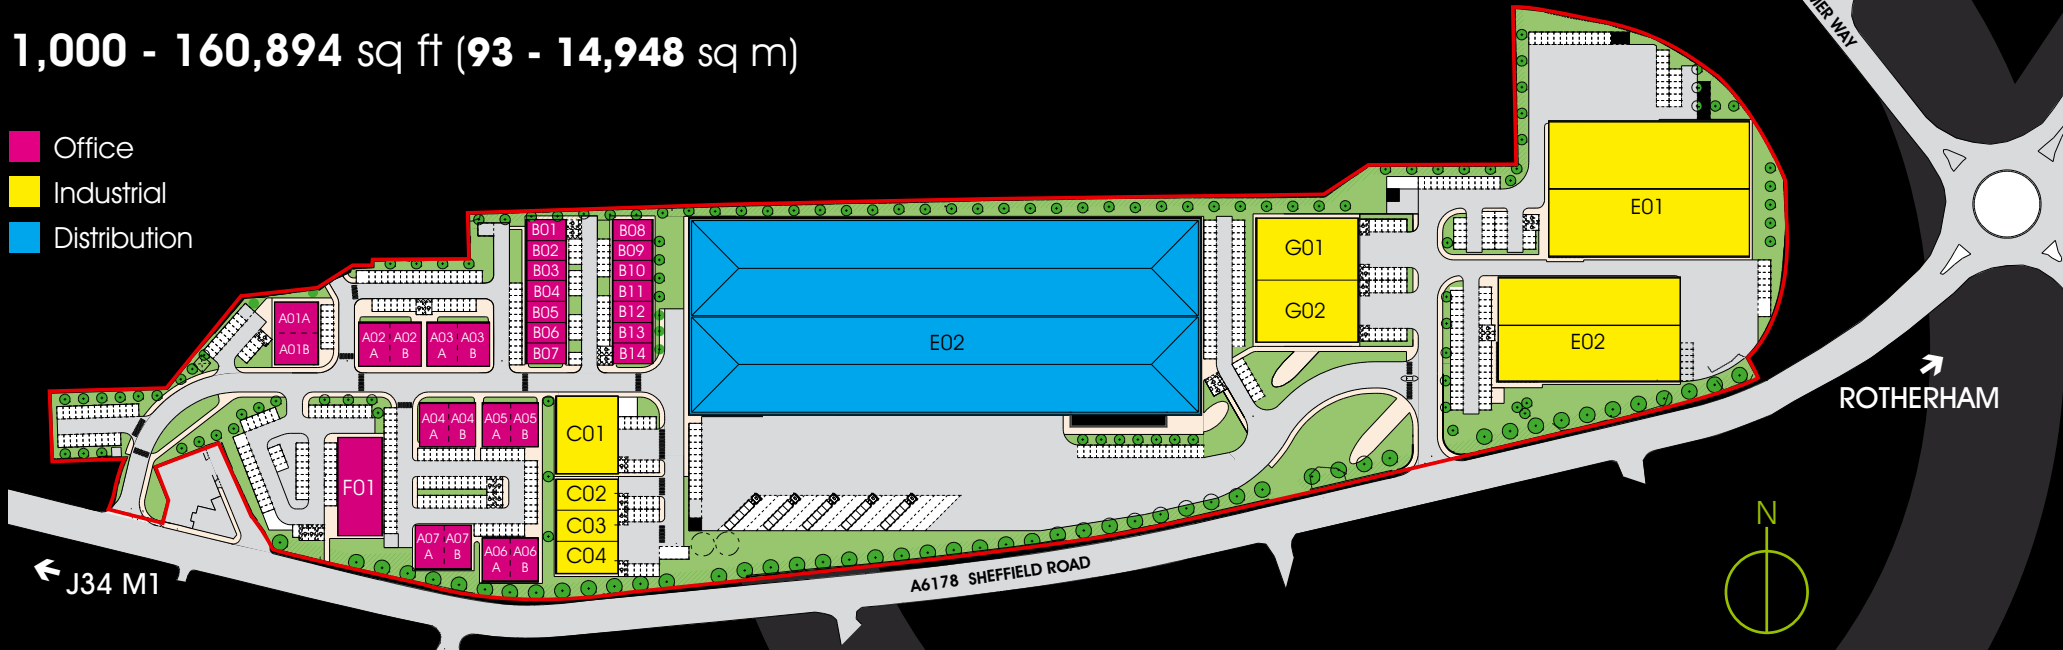 1,000 - 160,894 sq ft (93 - 14,948 sq m)
Office
Industrial
Distribution
A01A
A01B
A02 A02
A B
A03 A03
A B
B01
B02
B03
B04
B05
B06
B07
B08
B09
B10
B11
B12
B13
B14
E02
G01
G02
E01
E02
F01
A04 A04
A B
A05 A05
A B
A07 A07
A B
A06 A06
A B
C01
C02
C03
C04
WAY
ROTHERHAM
J34 M1
A6178 SHEFFIELD ROAD
N